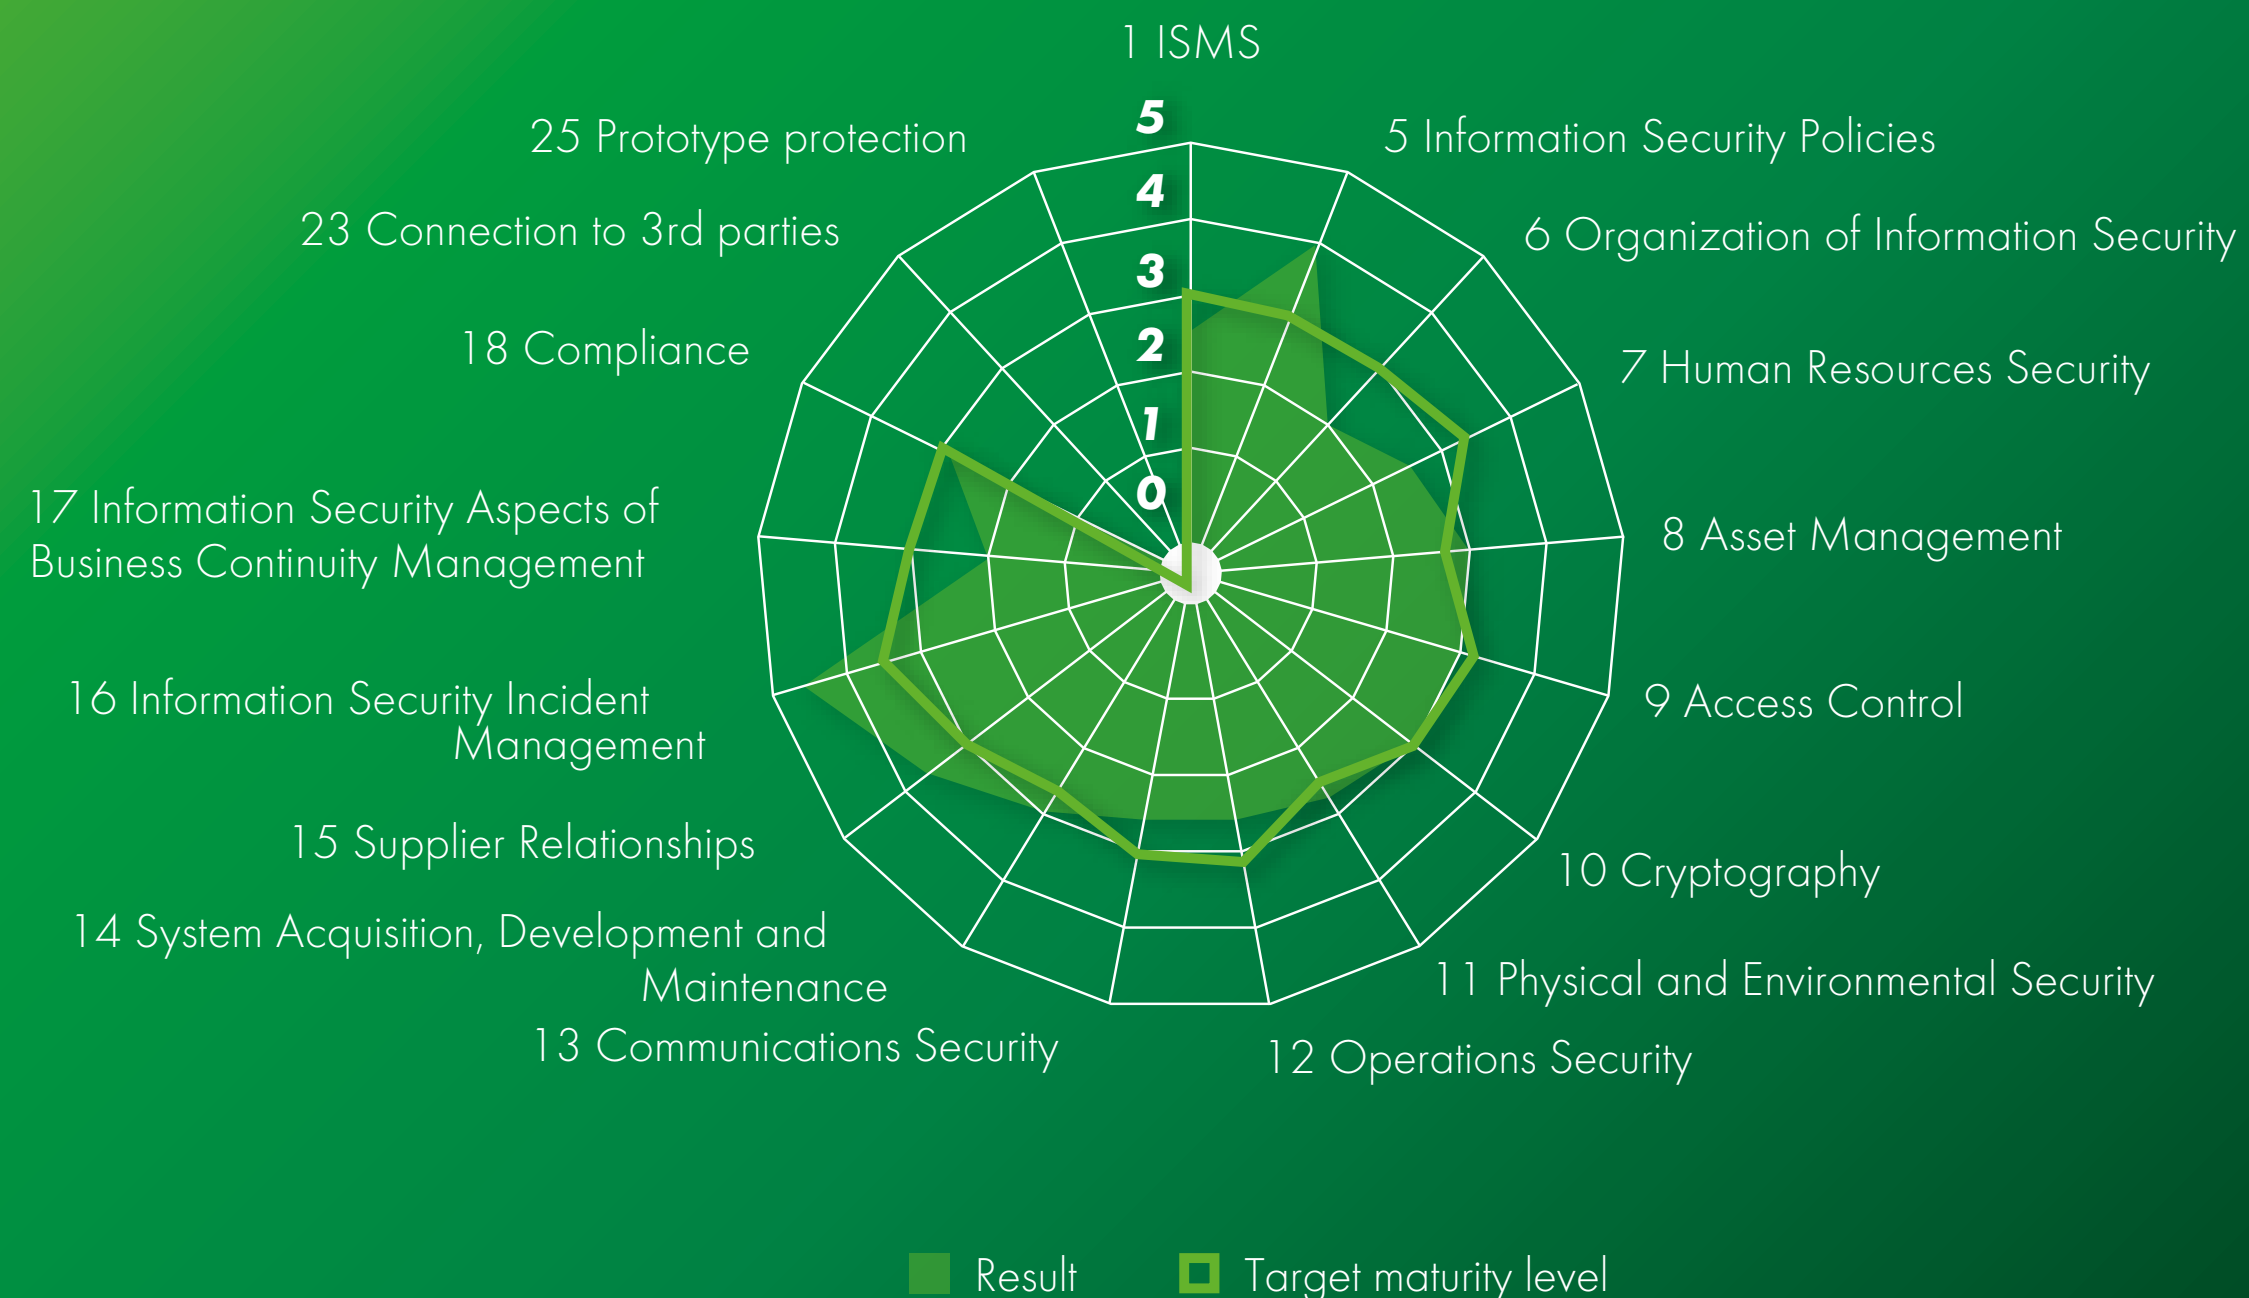 1 ISMS
25 Prototype protection
5 Information Security Policies
23 Connection to 3rd parties
6 Organization of Information Security
18 Compliance
7 Human Resources Security
17 Information Security Aspects of
Business Continuity Management
8 Asset Management
16 Information Security Incident
Management
9 Access Control
15 Supplier Relationships
10 Cryptography
14 System Acquisition, Development and
Maintenance
11 Physical and Environmental Security
13 Communications Security
12 Operations Security
5
4
3
2
1
0
Result
Target maturity level